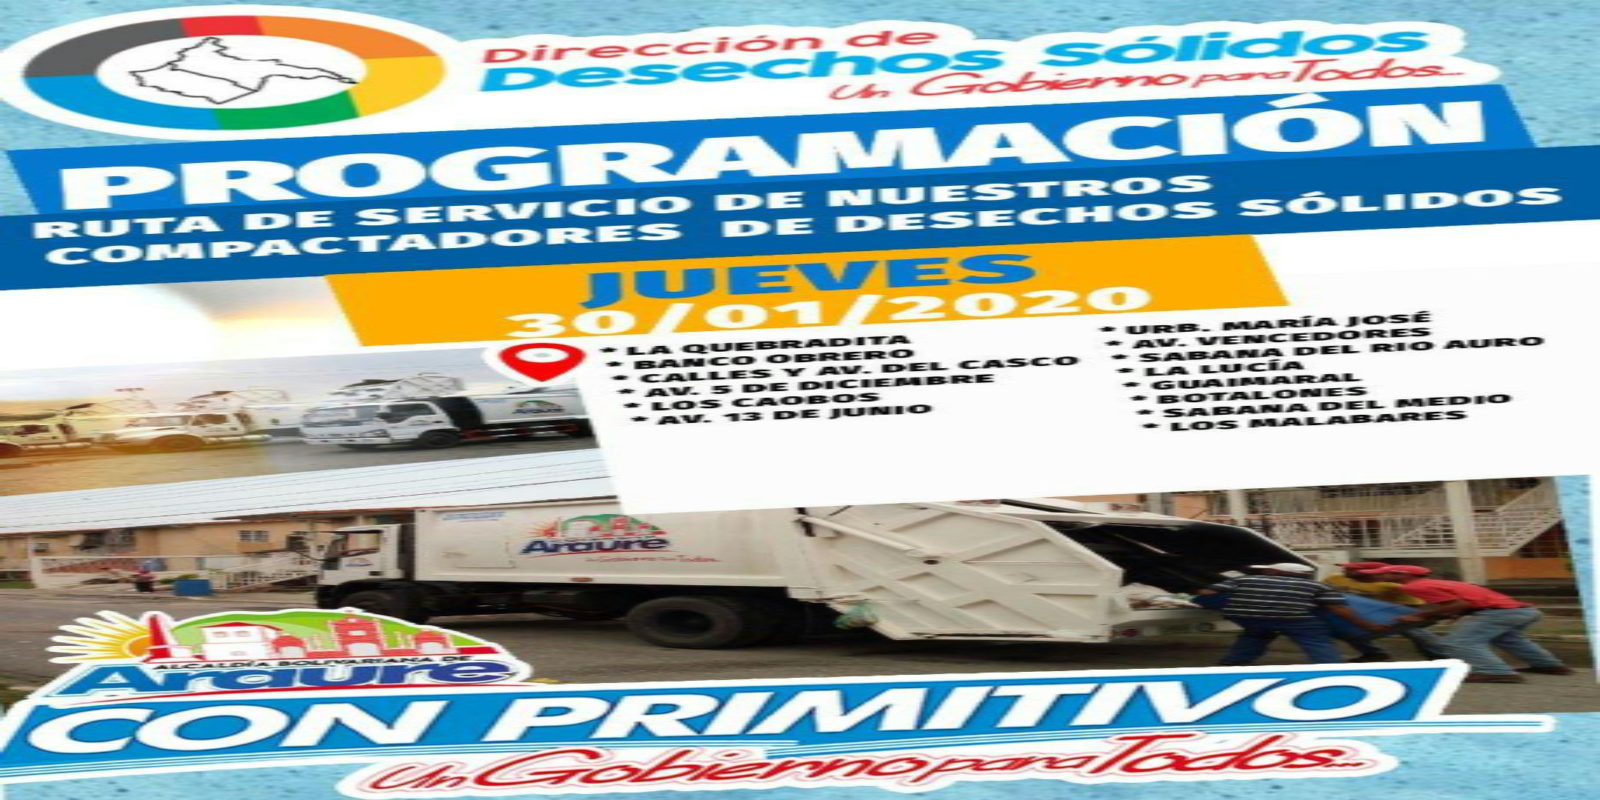 Dirección de
Desechos Sólidos
Un Gobierno para Todos...
PROGRAMACIÓN
RUTA DE SERVICIO DE NUESTROS
COMPACTADORES DE DESECHOS SÓLIDOS
JUEVES
30/01/2020
* LA QUEBRADITA
* BANCO OBRERO
* CALLES Y AV. DEL CASCO
* AV. 5 DE DICIEMBRE
* LOS CAOBOS
* AV. 13 DE JUNIO
* URB. MARÍA JOSÉ
* AV. VENCEDORES
* SABANA DEL RIO AURO
* LA LUCÍA
* GUAIMARAL
* BOTALONES
* SABANA DEL MEDIO
* LOS MALABARES
Araure
Araure
ALCALDÍA BOLIVARIANA DE
Araure
CON PRIMITIVO
Un Gobierno para Todos...